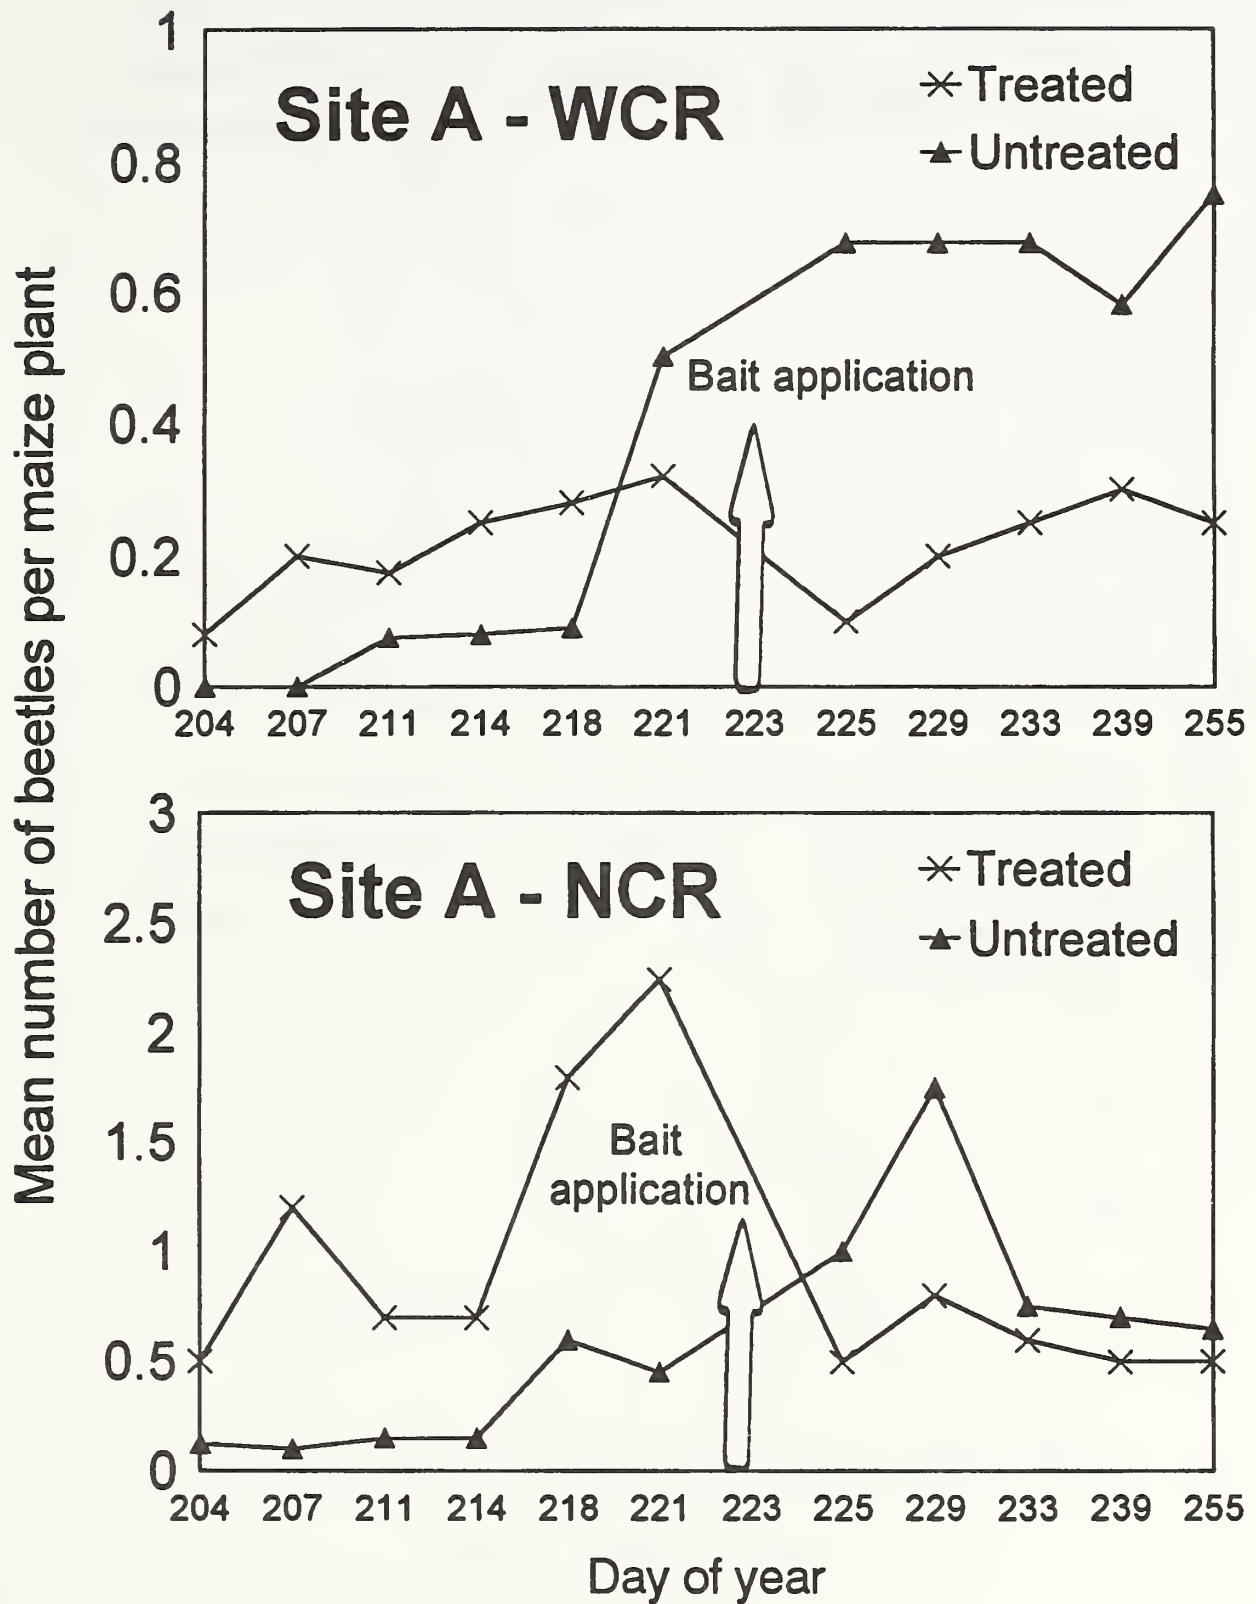 Mean number of beetles per maize plant
1
0.8
0.6
0.4
0.2
0
Site A - WCR
Treated
Untreated
Bait application
204 207 211 214 218 221 223 225 229 233 239 255
3
2.5
2
1.5
1
0.5
0
Site A - NCR
Treated
Untreated
Bait
application
204 207 211 214 218 221 223 225 229 233 239 255
Day of year